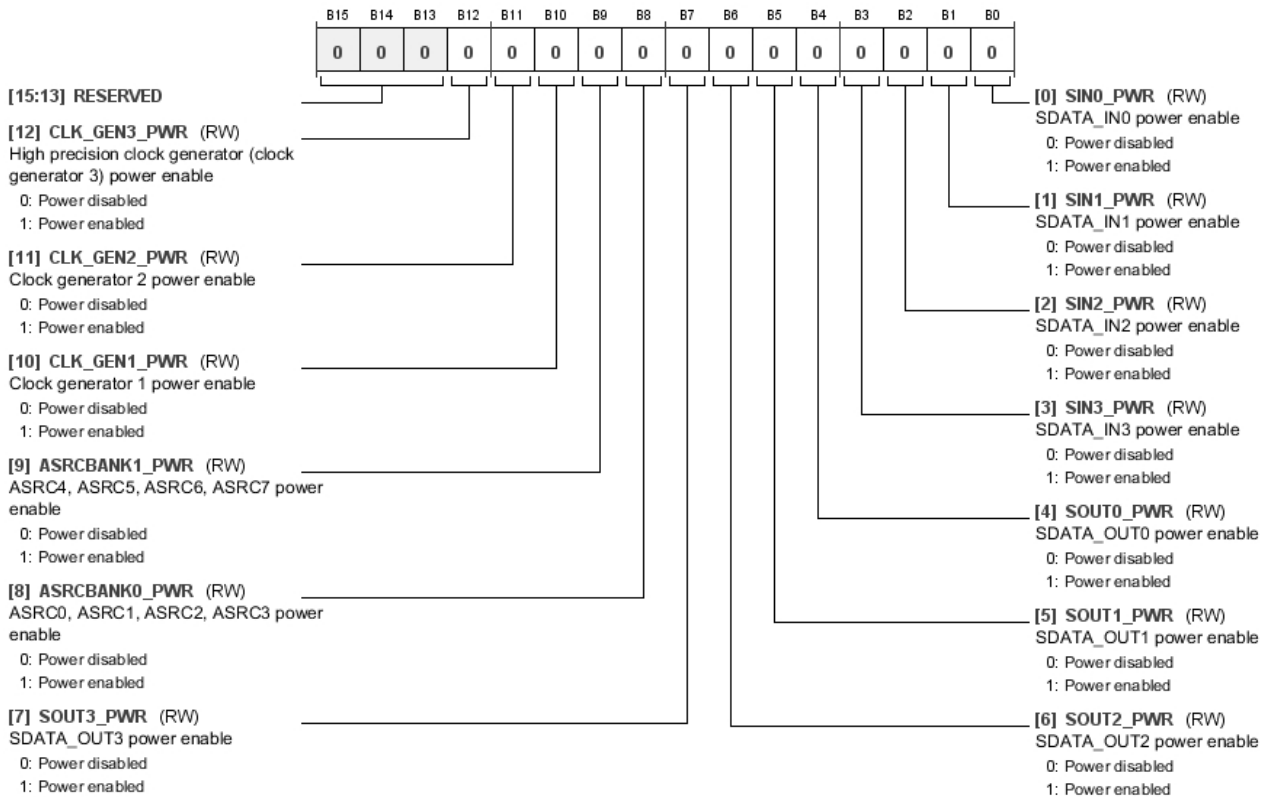 B15 B14 B13 B12 B11 B10 B9 B8 B7 B6 B5 B4 B3 B2 B1 B0
0 0 0 0 0 0 0 0 0 0 0 0 0 0 0 0
[15:13] RESERVED
[12] CLK_GEN3_PWR (RW)
High precision clock generator (clock
generator 3) power enable
0: Power disabled
1: Power enabled
[11] CLK_GEN2_PWR (RW)
Clock generator 2 power enable
0: Power disabled
1: Power enabled
[10] CLK_GEN1_PWR (RW)
Clock generator 1 power enable
0: Power disabled
1: Power enabled
[9] ASRCBANK1_PWR (RW)
ASRC4, ASRC5, ASRC6, ASRC7 power
enable
0: Power disabled
1: Power enabled
[8] ASRCBANK0_PWR (RW)
ASRC0, ASRC1, ASRC2, ASRC3 power
enable
0: Power disabled
1: Power enabled
[7] SOUT3_PWR (RW)
SDATA_OUT3 power enable
0: Power disabled
1: Power enabled
[0] SIN0_PWR (RW)
SDATA_IN0 power enable
0: Power disabled
1: Power enabled
[1] SIN1_PWR (RW)
SDATA_IN1 power enable
0: Power disabled
1: Power enabled
[2] SIN2_PWR (RW)
SDATA_IN2 power enable
0: Power disabled
1: Power enabled
[3] SIN3_PWR (RW)
SDATA_IN3 power enable
0: Power disabled
1: Power enabled
[4] SOUT0_PWR (RW)
SDATA_OUT0 power enable
0: Power disabled
1: Power enabled
[5] SOUT1_PWR (RW)
SDATA_OUT1 power enable
0: Power disabled
1: Power enabled
[6] SOUT2_PWR (RW)
SDATA_OUT2 power enable
0: Power disabled
1: Power enabled